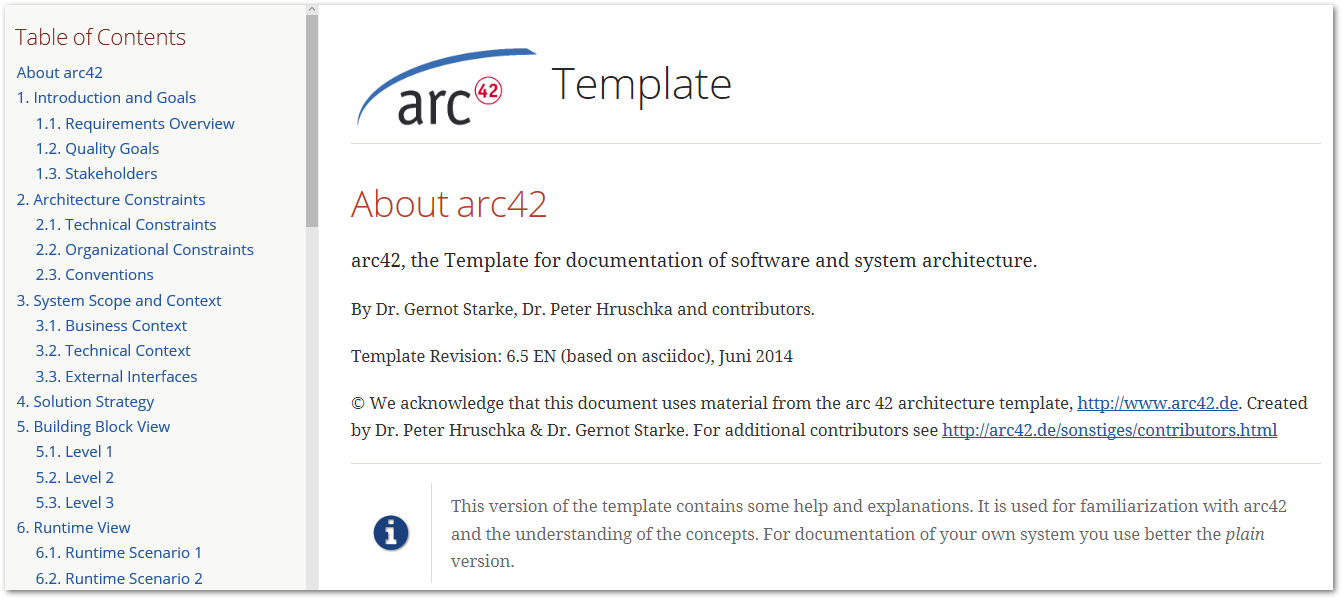 Table of Contents
About arc42
1. Introduction and Goals
1.1. Requirements Overview
1.2. Quality Goals
1.3. Stakeholders
2. Architecture Constraints
2.1. Technical Constraints
2.2. Organizational Constraints
2.3. Conventions
3. System Scope and Context
3.1. Business Context
3.2. Technical Context
3.3. External Interfaces
4. Solution Strategy
5. Building Block View
5.1. Level 1
5.2. Level 2
5.3. Level 3
6. Runtime View
6.1. Runtime Scenario 1
6.2. Runtime Scenario 2
arc 42 Template
About arc42
arc42, the Template for documentation of software and system architecture.
By Dr. Gernot Starke, Dr. Peter Hruschka and contributors.
Template Revision: 6.5 EN (based on asciidoc), Juni 2014
© We acknowledge that this document uses material from the arc 42 architecture template, http://www.arc42.de. Created
by Dr. Peter Hruschka & Dr. Gernot Starke. For additional contributors see http://arc42.de/sonstiges/contributors.html
This version of the template contains some help and explanations. It is used for familiarization with arc42
and the understanding of the concepts. For documentation of your own system you use better the plain
version.